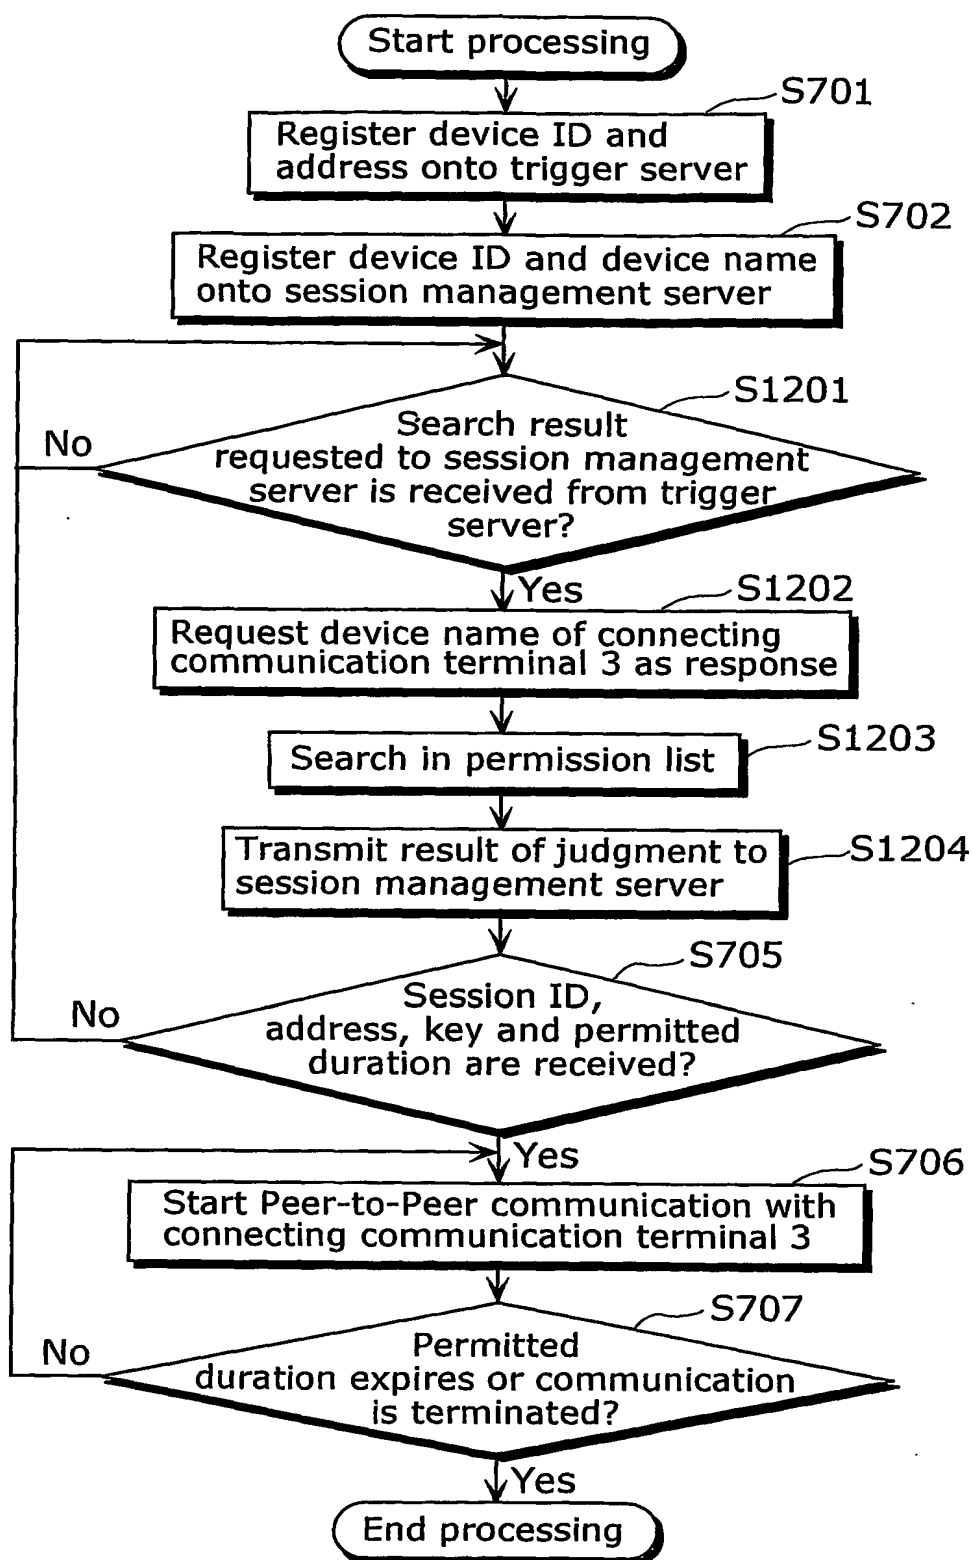 Start processing
S701
Register device ID and
address onto trigger server
S702
Register device ID and device name
onto session management server
S1201
No
Search result
requested to session management
server is received from trigger
server?
Yes
S1202
Request device name of connecting
communication terminal 3 as response
S1203
Search in permission list
S1204
Transmit result of judgment to
session management server
S705
No
Session ID,
address, key and permitted
duration are received?
Yes
S706
Start Peer-to-Peer communication with
connecting communication terminal 3
S707
No
Permitted
duration expires or communication
is terminated?
Yes
End processing